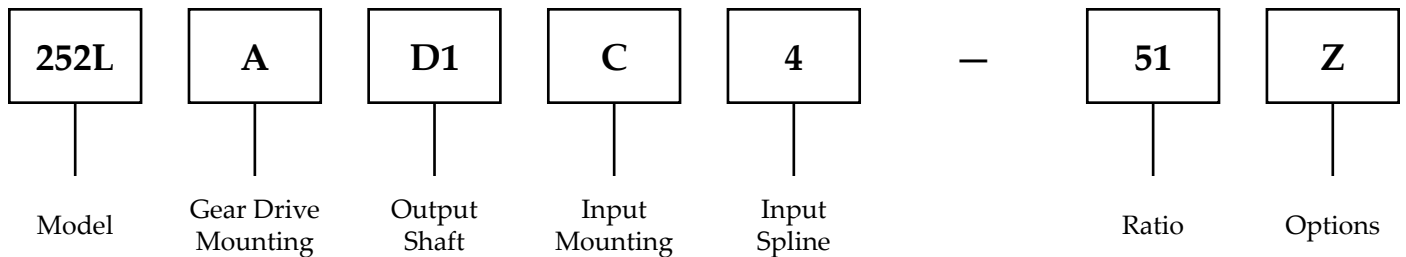 252L A D1 C 4 — 51 Z
Model Gear Drive Mounting Output Shaft Input Mounting Input Spline Ratio Options